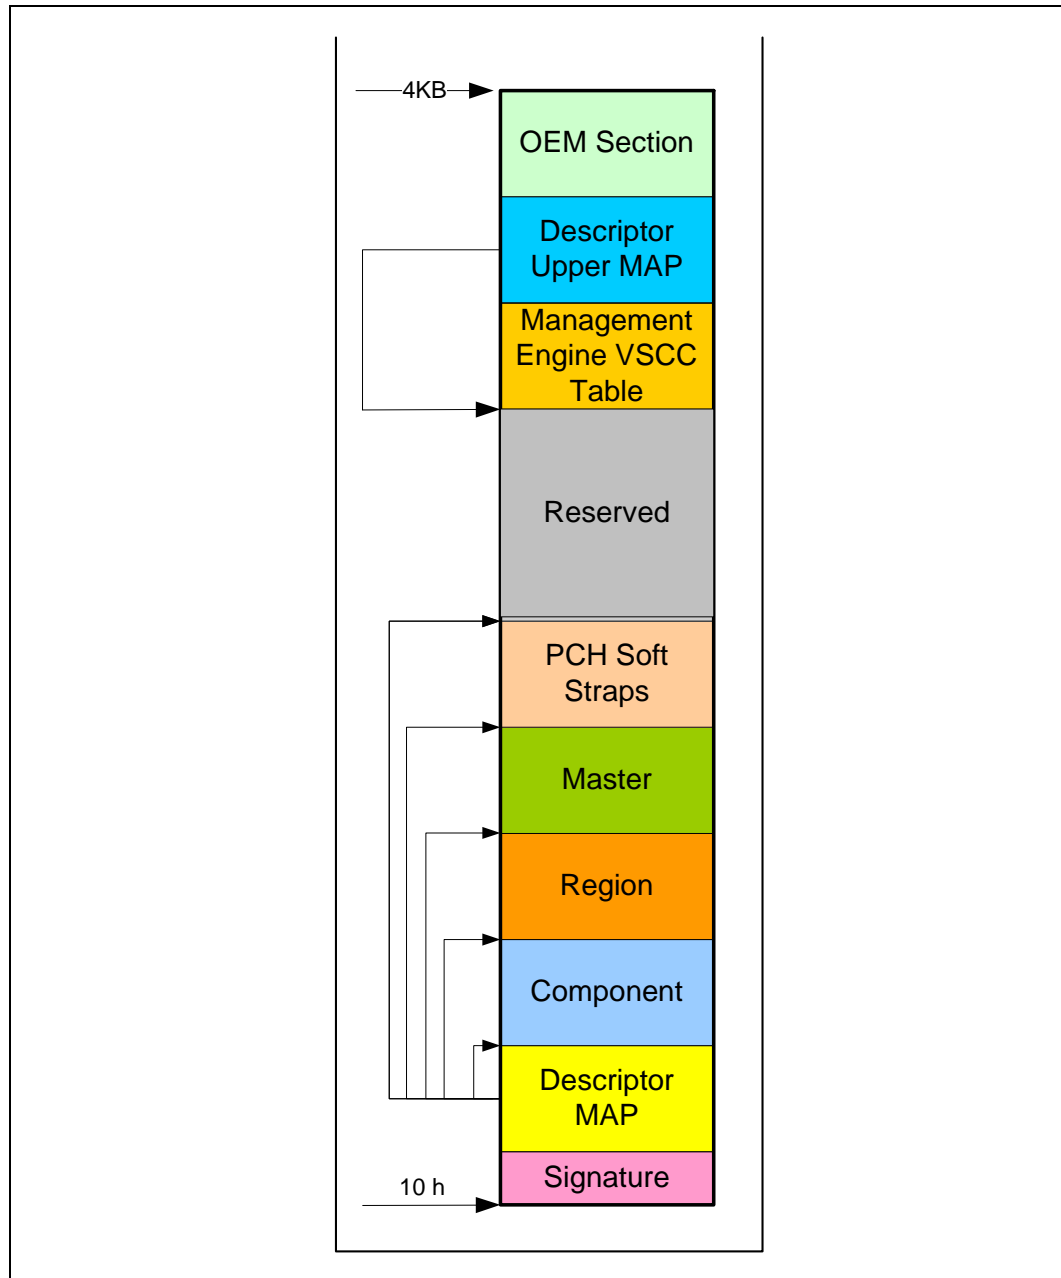 4KB
OEM Section
Descriptor
Upper MAP
Management
Engine VSCC
Table
Reserved
PCH Soft
Straps
Master
Region
Component
Descriptor
MAP
Signature
10 h